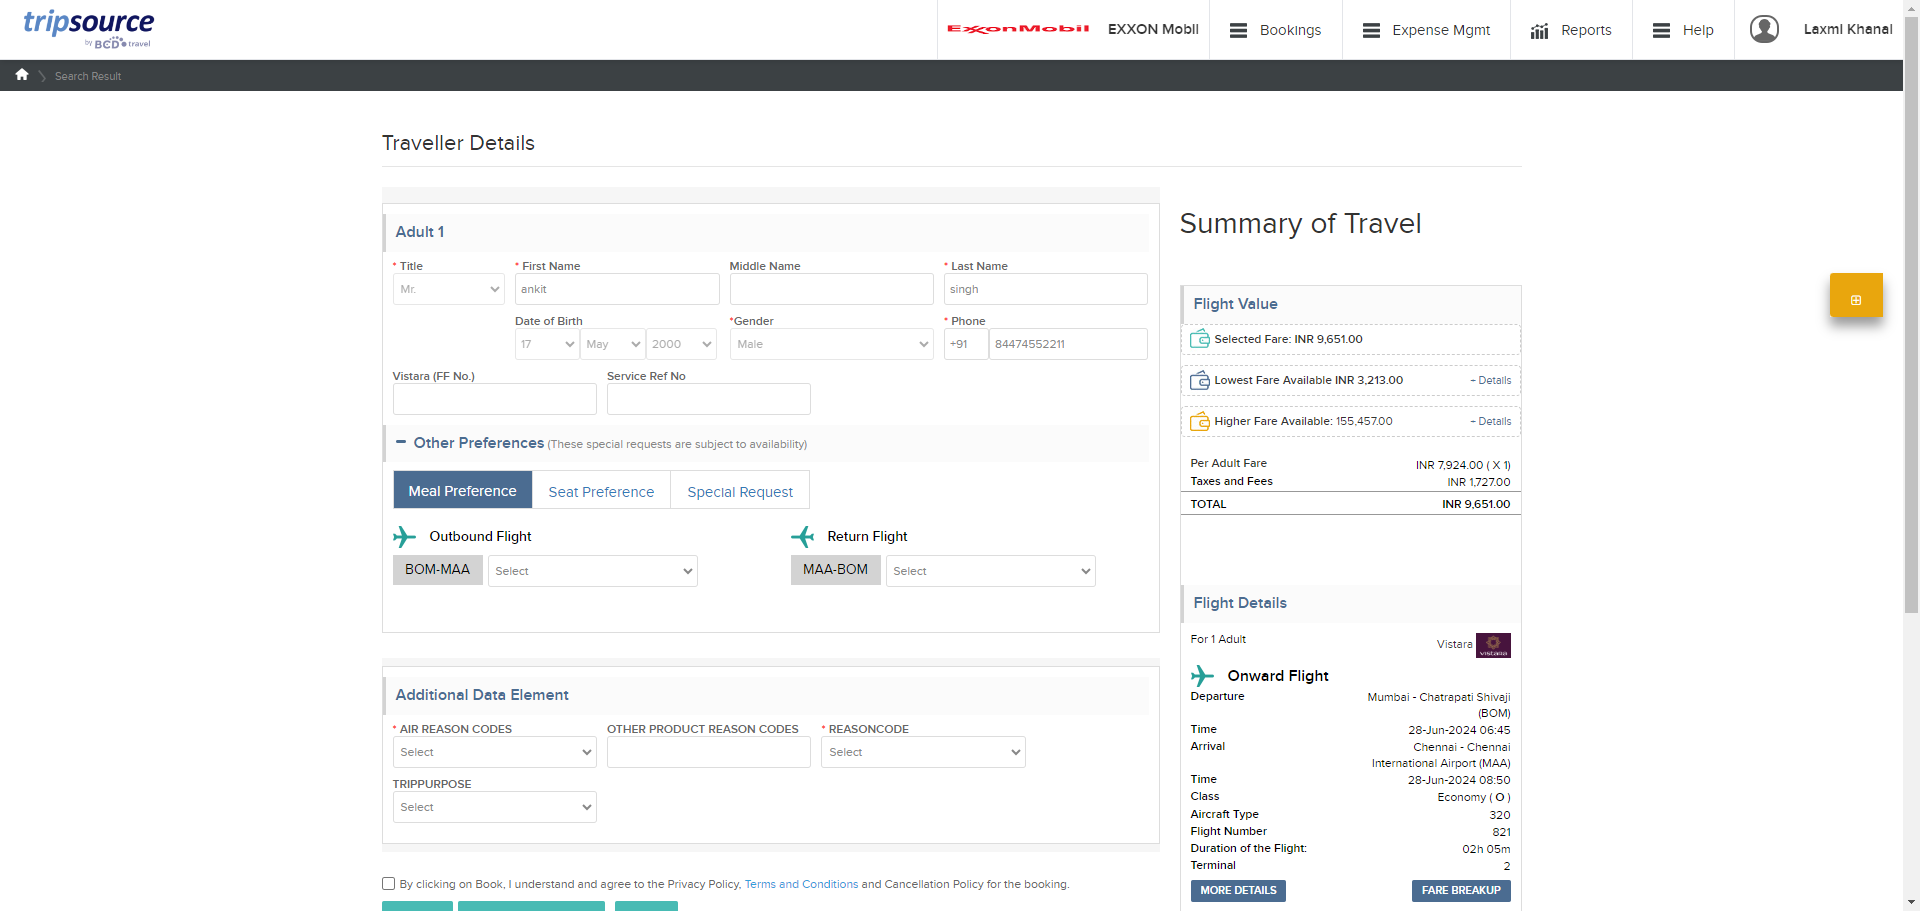 tripsource
by BCD travel
ExxonMobil
EXXON MobIl
Bookings
Expense Mgmt
Reports
Help
LaxmI Khanal
Search Result
Traveller Details
Adult 1
* Title
* First Name
Middle Name
* Last Name
Mr.
ankit
singh
Date of Birth
*Gender
* Phone
17
May
2000
Male
+91
84474552211
Vistara (FF No.)
Service Ref No
Other Preferences (These special requests are subject to availability)
Meal Preference
Seat Preference
Special Request
Outbound Flight
Return Flight
BOM-MAA
Select
MAA-BOM
Select
Additional Data Element
* AIR REASON CODES
OTHER PRODUCT REASON CODES
* REASONCODE
Select
Select
TRIPPURPOSE
Select
By clicking on Book, I understand and agree to the Privacy Policy, Terms and Conditions and Cancellation Policy for the booking.
Summary of Travel
Flight Value
Selected Fare: INR 9,651.00
Lowest Fare Available INR 3,213.00
+ Details
Higher Fare Available: 155,457.00
+ Details
Per Adult Fare
INR 7,924.00 ( X 1)
Taxes and Fees
INR 1,727.00
TOTAL
INR 9,651.00
Flight Details
For 1 Adult
Vistara
VISTARA
Onward Flight
Departure
Mumbai - Chatrapati Shivaji
(BOM)
Time
28-Jun-2024 06:45
Arrival
Chennai - Chennai
International Airport (MAA)
Time
28-Jun-2024 08:50
Class
Economy ( O )
Aircraft Type
320
Flight Number
821
Duration of the Flight:
02h 05m
Terminal
2
MORE DETAILS
FARE BREAKUP